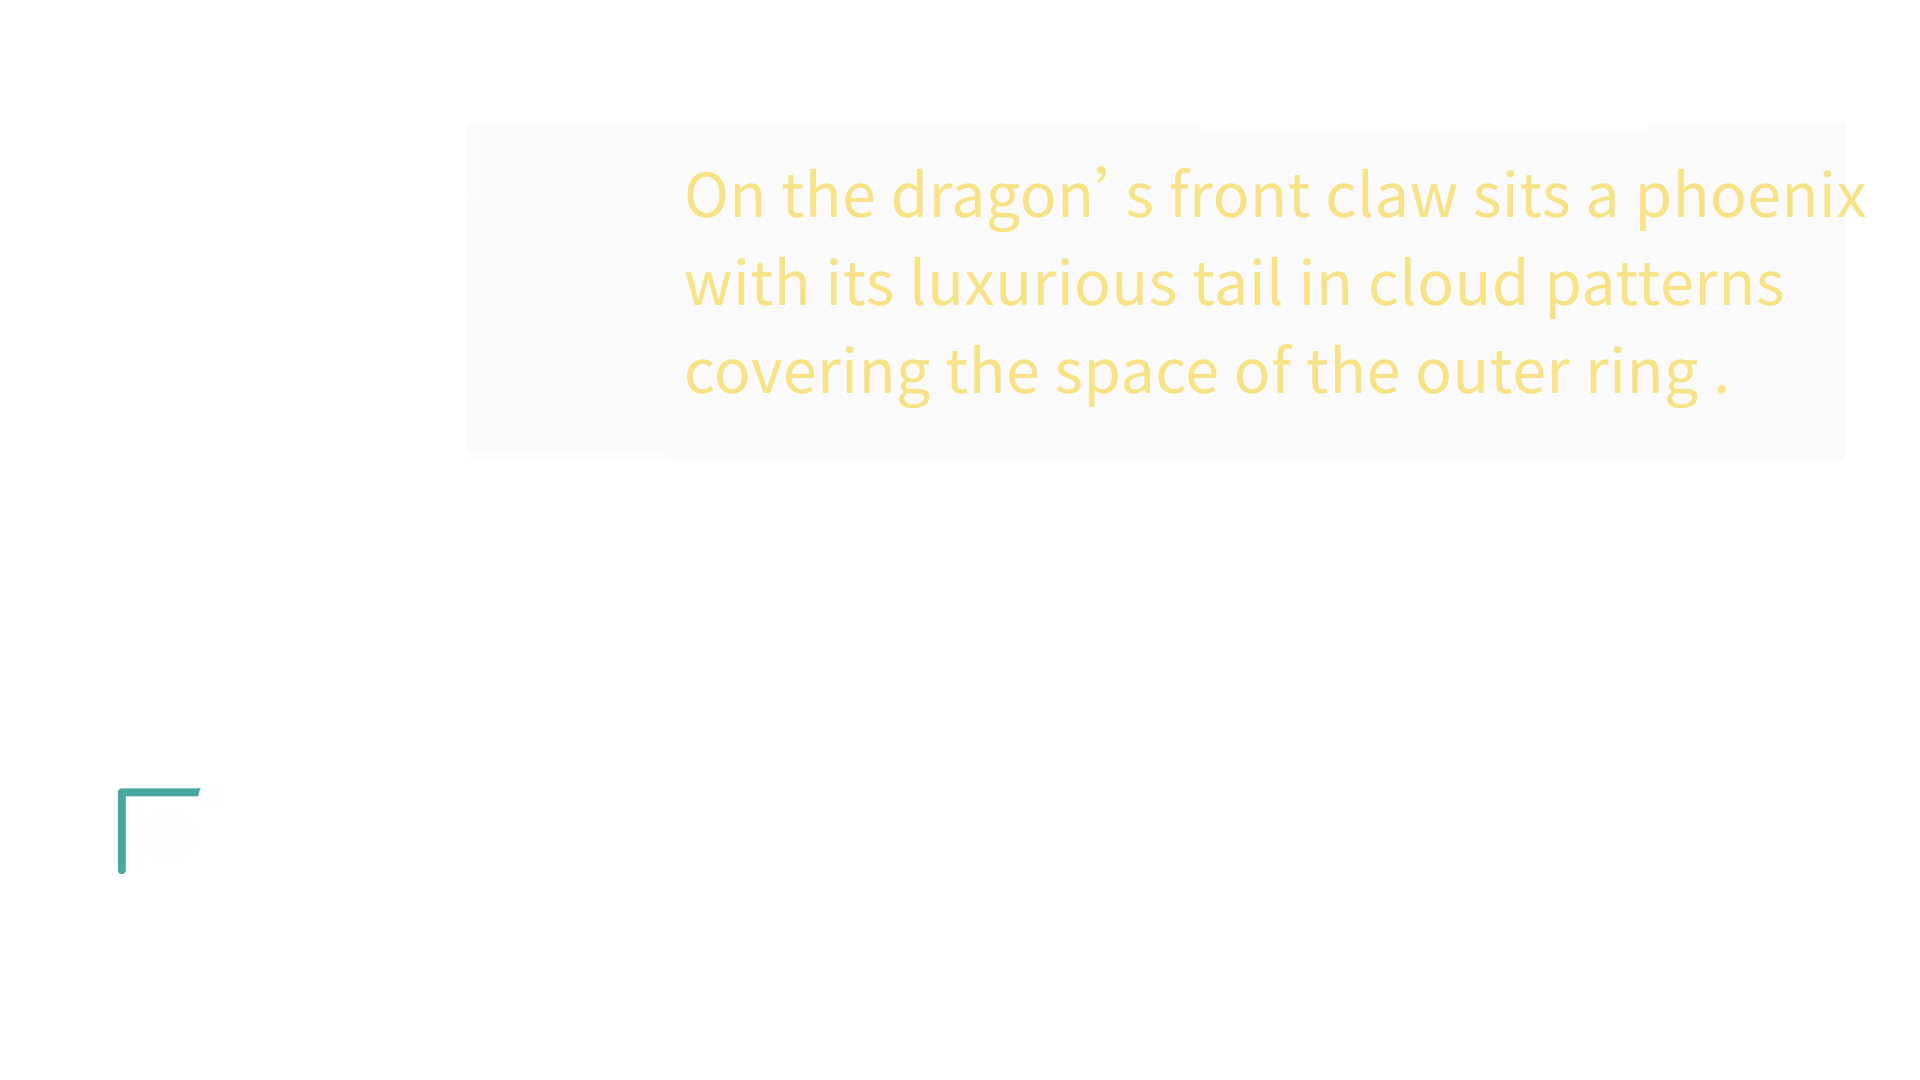 On the dragon’s front claw sits a phoenix
with its luxurious tail in cloud patterns
covering the space of the outer ring .